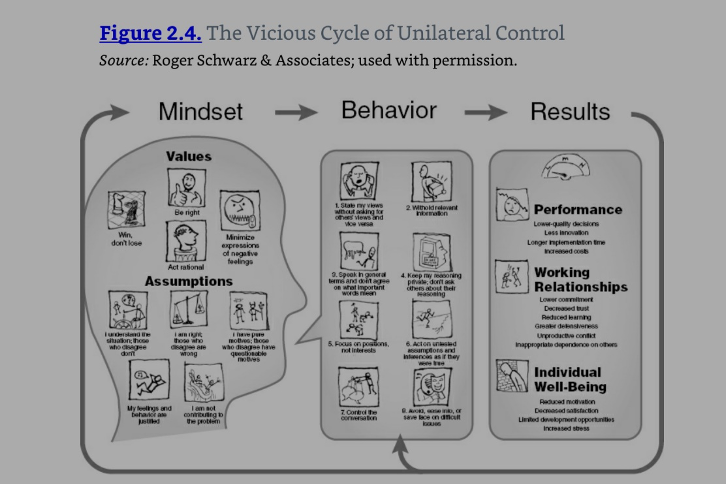 Figure 2.4. The Vicious Cycle of Unilateral Control
Source: Roger Schwarz & Associates; used with permission.
Mindset
Behavior
Results
Values
Win,
don't lose
Be right
Minimize
expressions
of negative
feelings
Act rational
Assumptions
I understand the
situation; those
who disagree
don't
I am right;
those who
disagree are
wrong
I have pure
motives; those
who disagree have
questionable
motives
My feelings and
behavior are
justified
I am not
contributing to
the problem
1. State my views
without asking for
others' views and
vice versa
2. Withold relevant
information
3. Speak in general
terms and don't agree
on what important
words mean
4. Keep my reasoning
private; don't ask
others about their
reasoning
5. Focus on positions,
not interests
6. Act on untested
assumptions and
inferences as if they
were true
7. Control the
conversation
8. Avoid, ease into, or
save face on difficult
issues
Performance
Lower-quality decisions
Less innovation
Longer implementation time
Increased costs
Working
Relationships
Lower commitment
Decreased trust
Reduced learning
Greater defensiveness
Unproductive conflict
Inappropriate dependence on others
Individual
Well-Being
Reduced motivation
Decreased satisfaction
Limited development opportunities
Increased stress